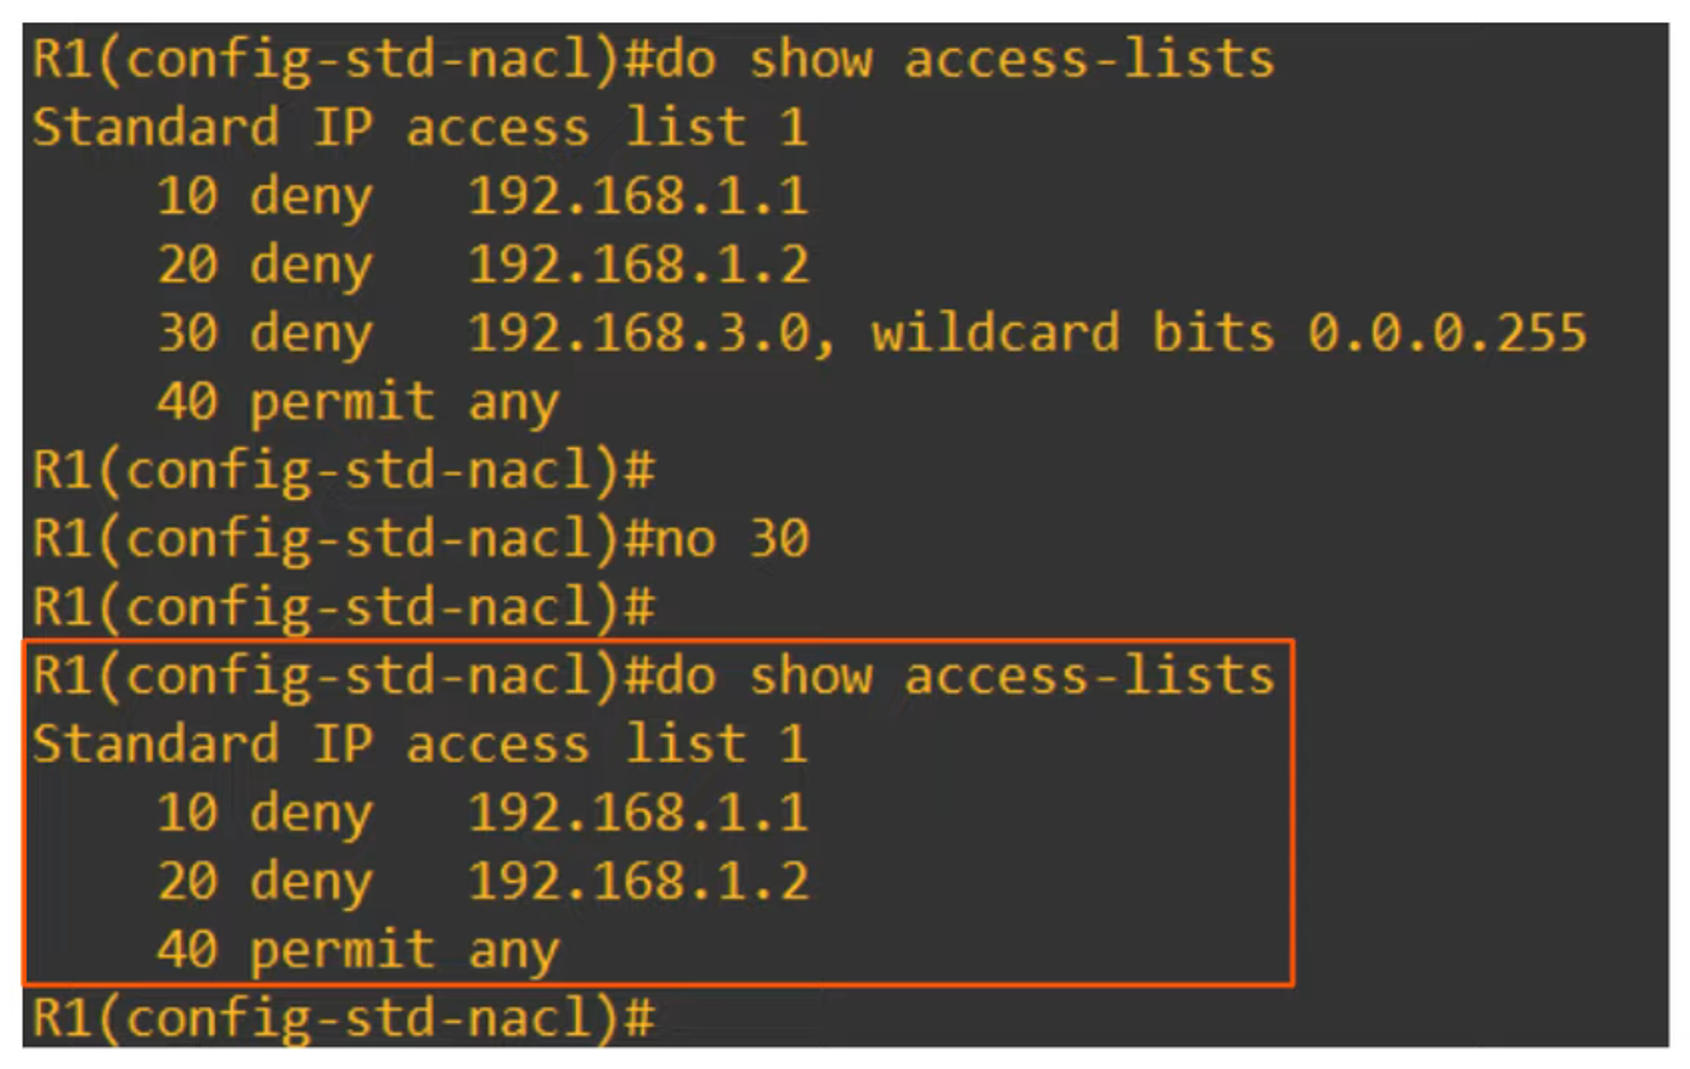 R1(config-std-nacl)#do show access-lists
Standard IP access list 1
    10 deny   192.168.1.1
    20 deny   192.168.1.2
    30 deny   192.168.3.0, wildcard bits 0.0.0.255
    40 permit any
R1(config-std-nacl)#
R1(config-std-nacl)#no 30
R1(config-std-nacl)#
R1(config-std-nacl)#do show access-lists
Standard IP access list 1
    10 deny   192.168.1.1
    20 deny   192.168.1.2
    40 permit any
R1(config-std-nacl)#